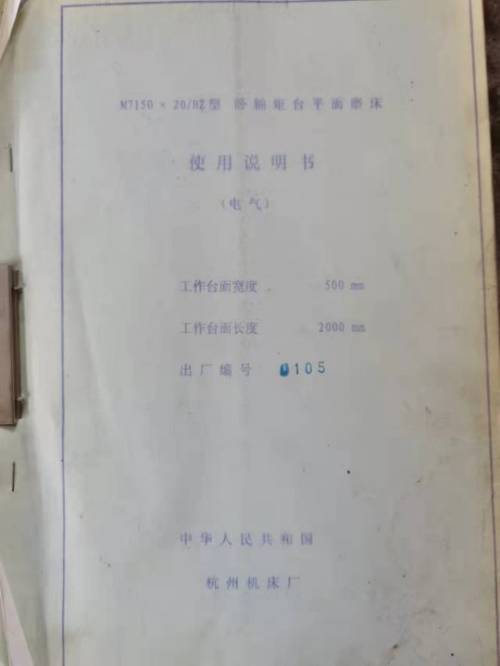 M7150×20/HZ型 卧轴矩台平面磨床
使用说明书
(电气)
工作台面宽度 500 mm
工作台面长度 2000 mm
出厂编号 0105
中华人民共和国
杭州机床厂